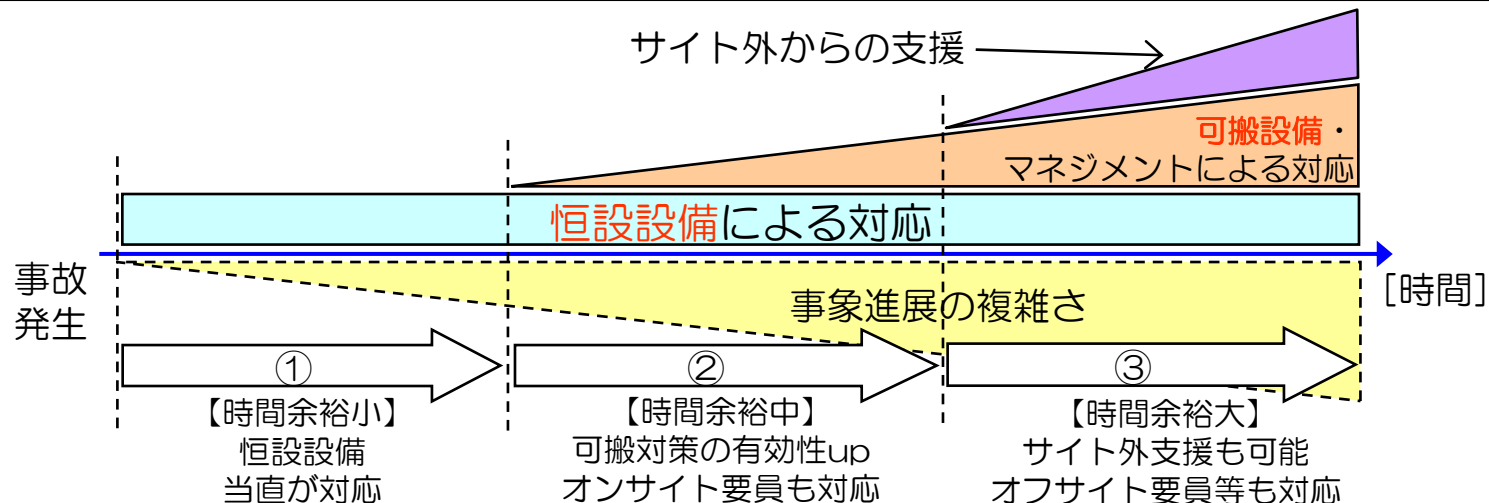 サイト外からの支援
可搬設備・
マネジメントによる対応
恒設設備による対応
事故
発生
[時間]
事象進展の複雑さ
①
②
③
【時間余裕小】
恒設設備
当直が対応
【時間余裕中】
可搬対策の有効性up
オンサイト要員も対応
【時間余裕大】
サイト外支援も可能
オフサイト要員等も対応